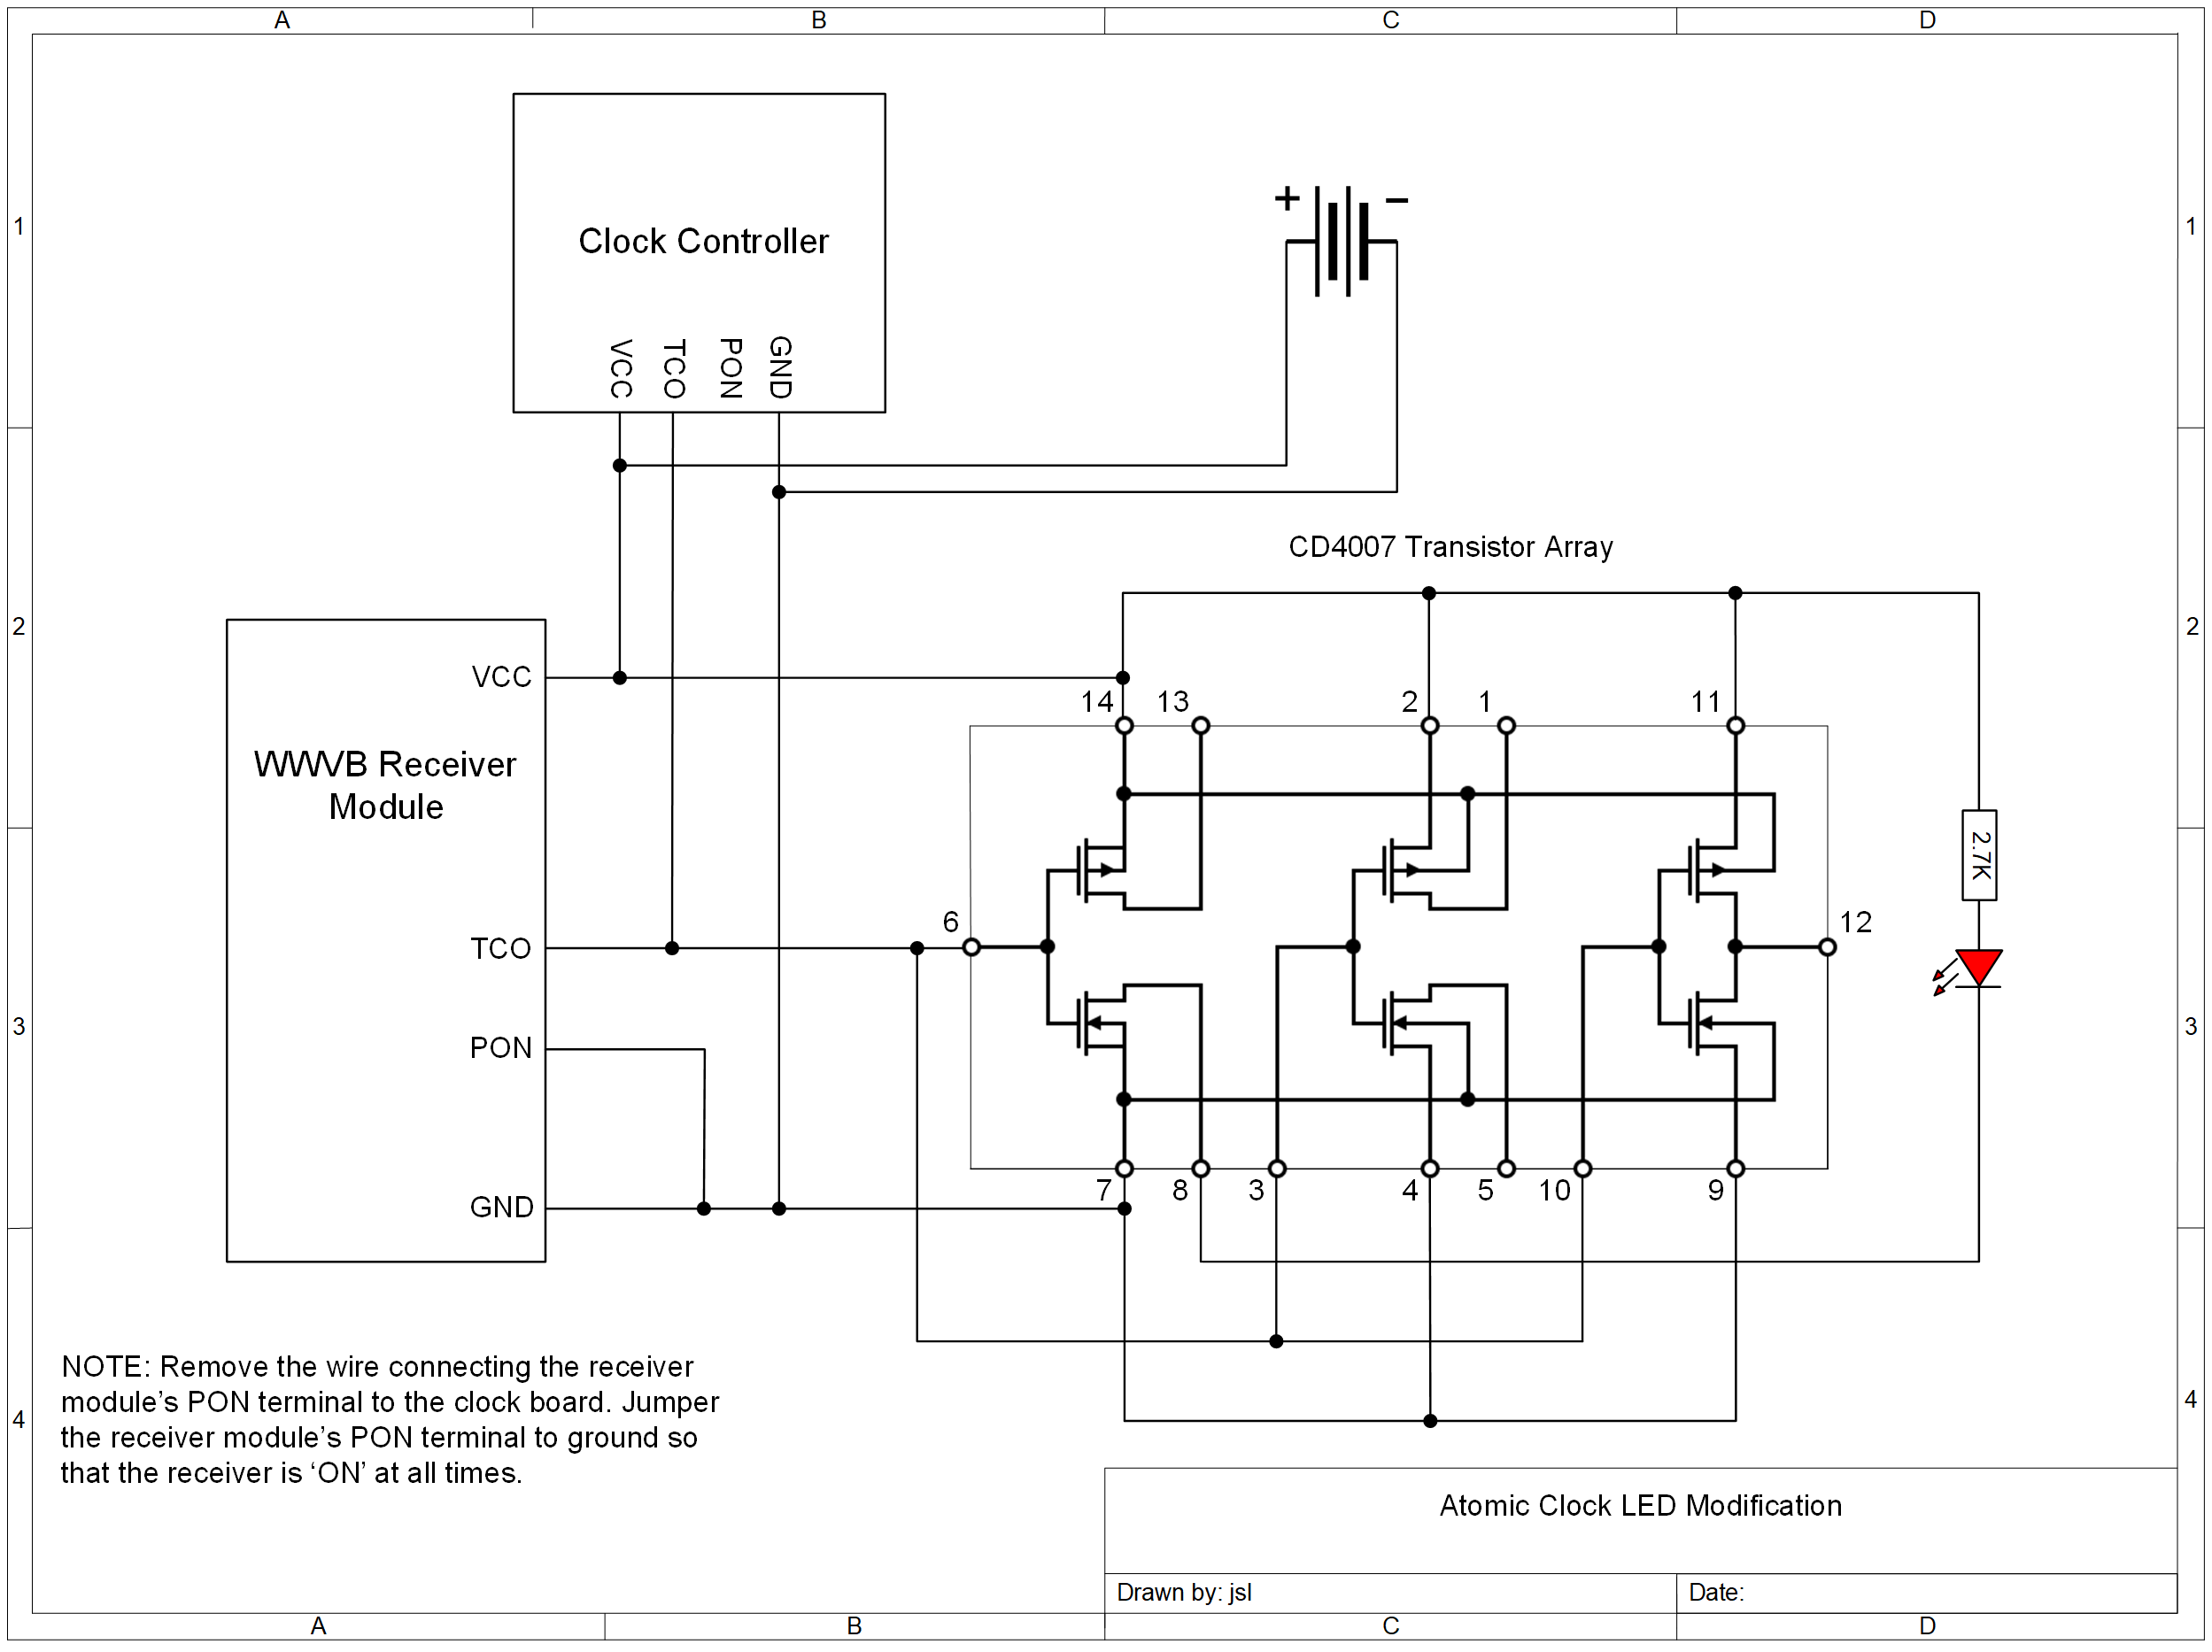 A B C D
1 1
Clock Controller
+ −
VCC TCO PON GND
CD4007 Transistor Array
2 2
VCC
14 13 2 1 11
WWVB Receiver
Module
2.7K
6 12
TCO
3 3
PON
7 8 3 4 5 10 9
GND
NOTE: Remove the wire connecting the receiver
module’s PON terminal to the clock board. Jumper
the receiver module’s PON terminal to ground so
that the receiver is ‘ON’ at all times.
4 4
Atomic Clock LED Modification
Drawn by: jsl Date:
A B C D